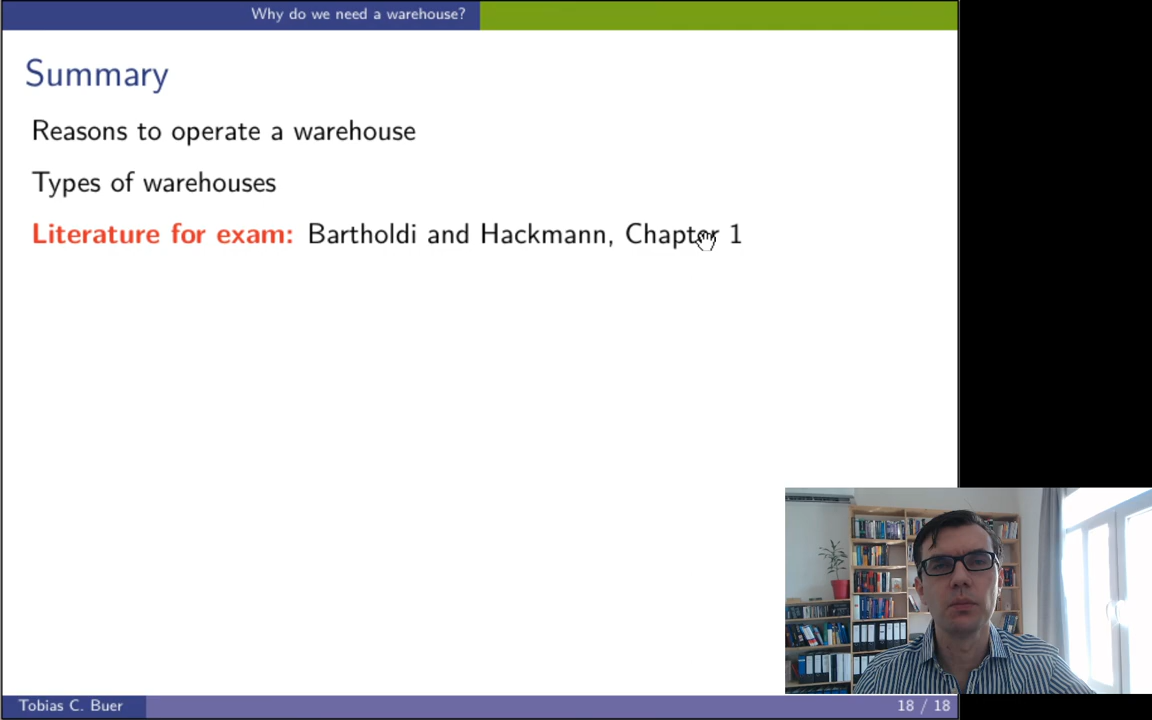 Why do we need a warehouse?
Summary
Reasons to operate a warehouse
Types of warehouses
Literature for exam: Bartholdi and Hackmann, Chapter 1
Tobias C. Buer
18 / 18